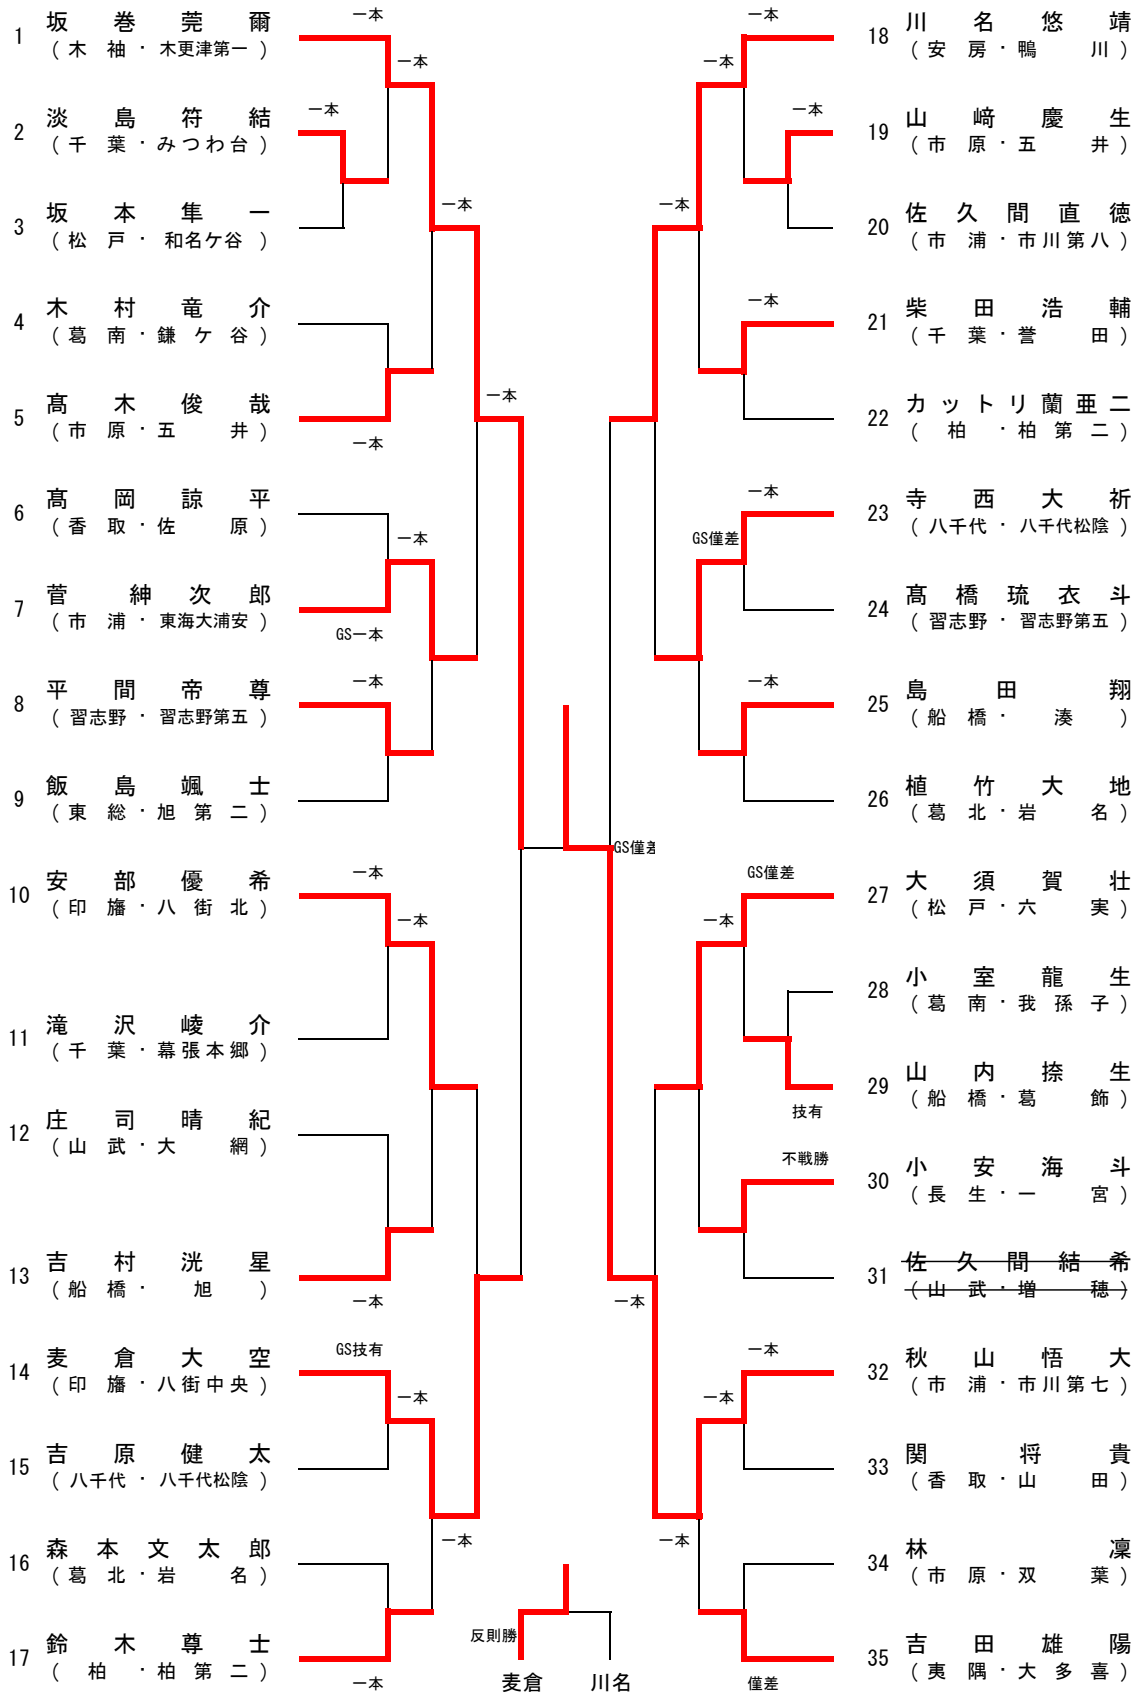 一本
1 坂巻莞爾
(木袖・木更津第一)
一本
一本
2 淡島符結
(千葉・みつわ台)
一本
3 坂本隼一
(松戸・和名ケ谷)
4 木村竜介
(葛南・鎌ケ谷)
一本
5 髙木俊哉
(市原・五井)
一本
6 髙岡諒平
(香取・佐原)
一本
7 菅紳次郎
(市浦・東海大浦安)
GS一本
一本
8 平間帝尊
(習志野・習志野第五)
9 飯島颯士
(東総・旭第二)
一本
10 安部優希
(印旛・八街北)
一本
11 滝沢崚介
(千葉・幕張本郷)
12 庄司晴紀
(山武・大網)
13 吉村洸星
(船橋・旭)
一本
GS技有
14 麦倉大空
(印旛・八街中央)
一本
15 吉原健太
(八千代・八千代松陰)
一本
16 森本文太郎
(葛北・岩名)
17 鈴木尊士
(柏・柏第二)
一本
一本
18 川名悠靖
(安房・鴨川)
一本
一本
19 山﨑慶生
(市原・五井)
一本
20 佐久間直徳
(市浦・市川第八)
一本
21 柴田浩輔
(千葉・誉田)
22 カットリ蘭亜二
(柏・柏第二)
一本
23 寺西大祈
(八千代・八千代松陰)
GS僅差
24 髙橋琉衣斗
(習志野・習志野第五)
一本
25 島田翔
(船橋・湊)
26 植竹大地
(葛北・岩名)
GS僅差
GS僅差
27 大須賀壮
(松戸・六実)
一本
28 小室龍生
(葛南・我孫子)
29 山内捺生
(船橋・葛飾)
技有
不戦勝
30 小安海斗
(長生・一宮)
31 佐久間結希
(山武・増穂)
一本
一本
32 秋山悟大
(市浦・市川第七)
一本
33 関将貴
(香取・山田)
一本
34 林凜
(市原・双葉)
35 吉田雄陽
(夷隅・大多喜)
僅差
反則勝
麦倉 川名